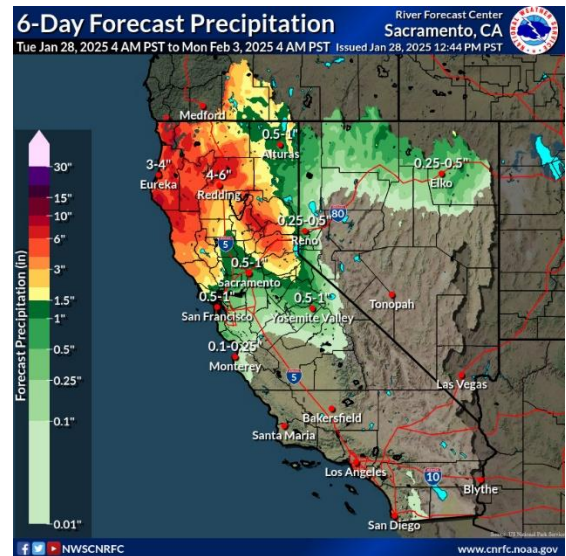 6-Day Forecast Precipitation
Tue Jan 28, 2025 4 AM PST to Mon Feb 3, 2025 4 AM PST
River Forecast Center
Sacramento, CA
Issued Jan 28, 2025 12:44 PM PST
NATIONAL WEATHER SERVICE
Forecast Precipitation (in)
30"
15"
10"
6"
3"
1.5"
1"
0.5"
0.25"
0.1"
0.01"
Medford
0.5-1"
Alturas
3-4"
Eureka
4-6"
Redding
0.25-0.5"
Elko
0.25-0.5"
Reno
80
5
0.5-1"
Sacramento
0.5-1"
San Francisco
0.5-1"
Yosemite Valley
Tonopah
0.1-0.25"
Monterey
5
Las Vegas
Bakersfield
Santa Maria
Los Angeles
10
Blythe
San Diego
NWSCNRFC
www.cnrfc.noaa.gov